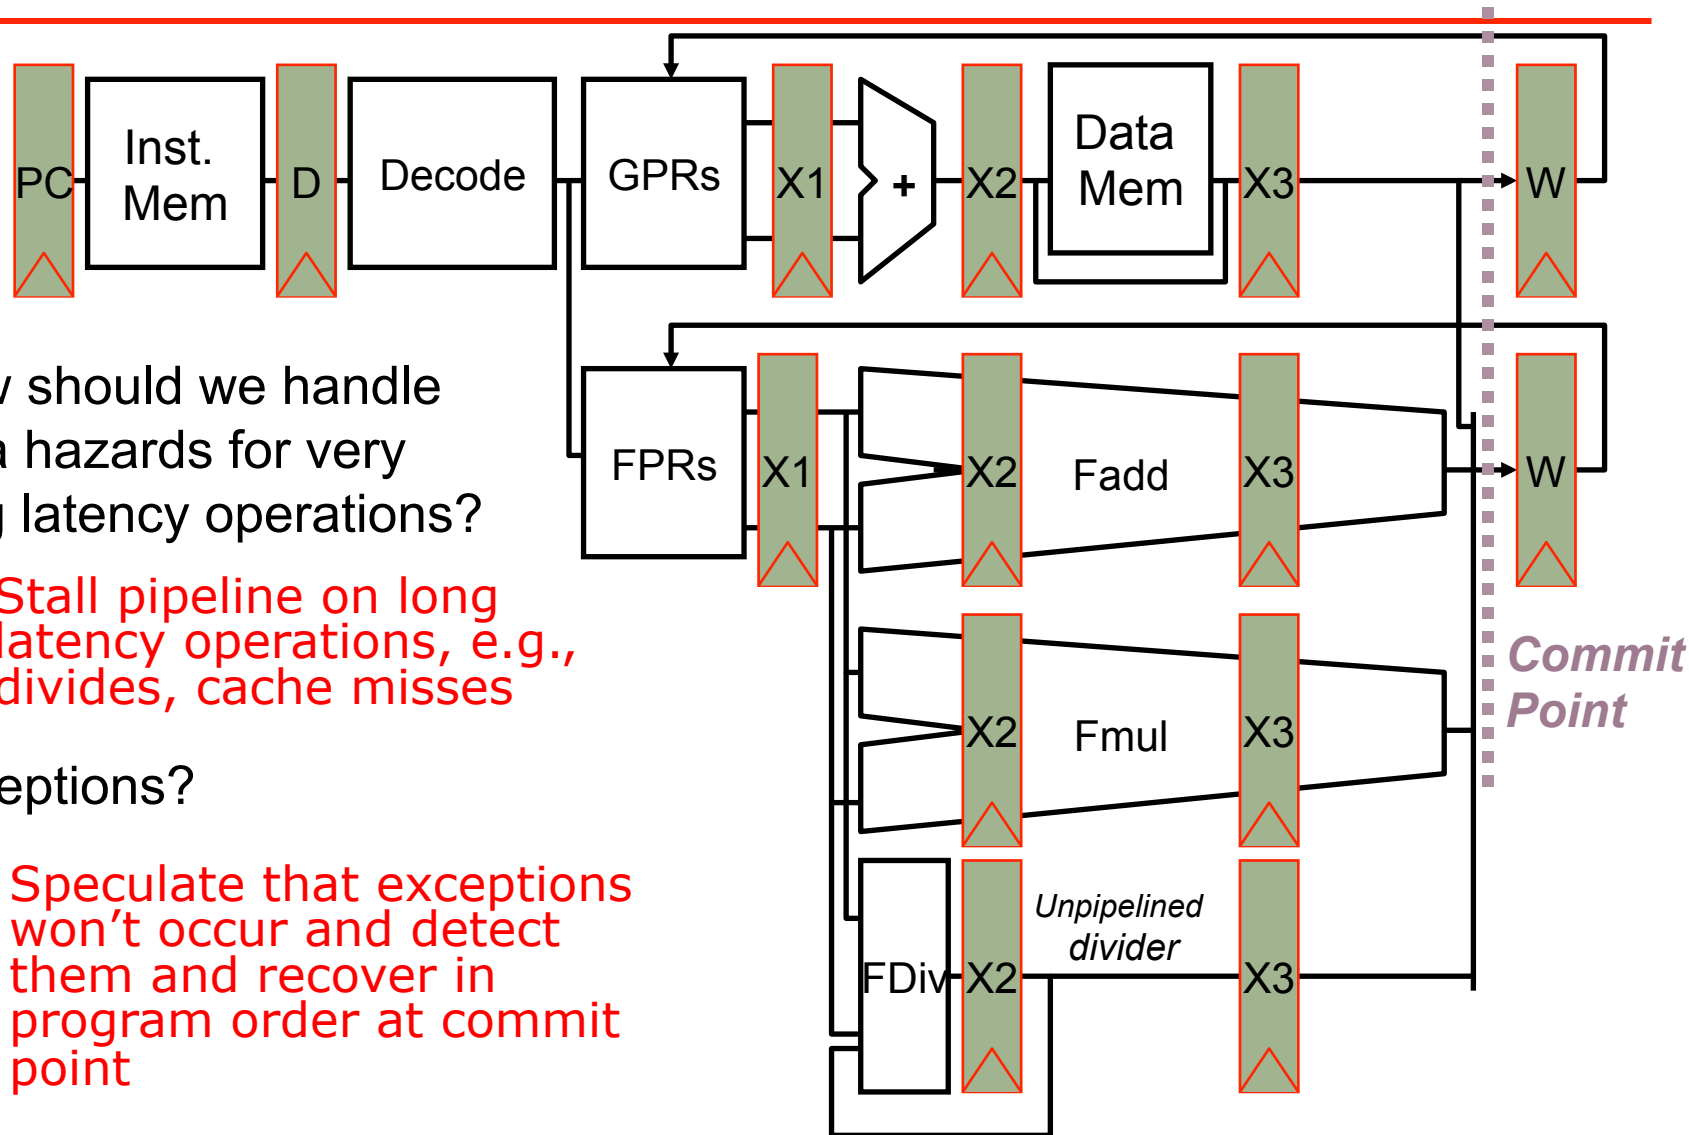 PC
Inst.
Mem
D
Decode
GPRs
X1
+
X2
Data
Mem
X3
W
should we handle
hazards for very
latency operations?
Stall pipeline on long
latency operations, e.g.,
divides, cache misses
eptions?
Speculate that exceptions
won’t occur and detect
them and recover in
program order at commit
point
FPRs
X1
X2
Fadd
X3
W
X2
Fmul
X3
Commit
Point
FDiv
X2
Unpipelined
divider
X3